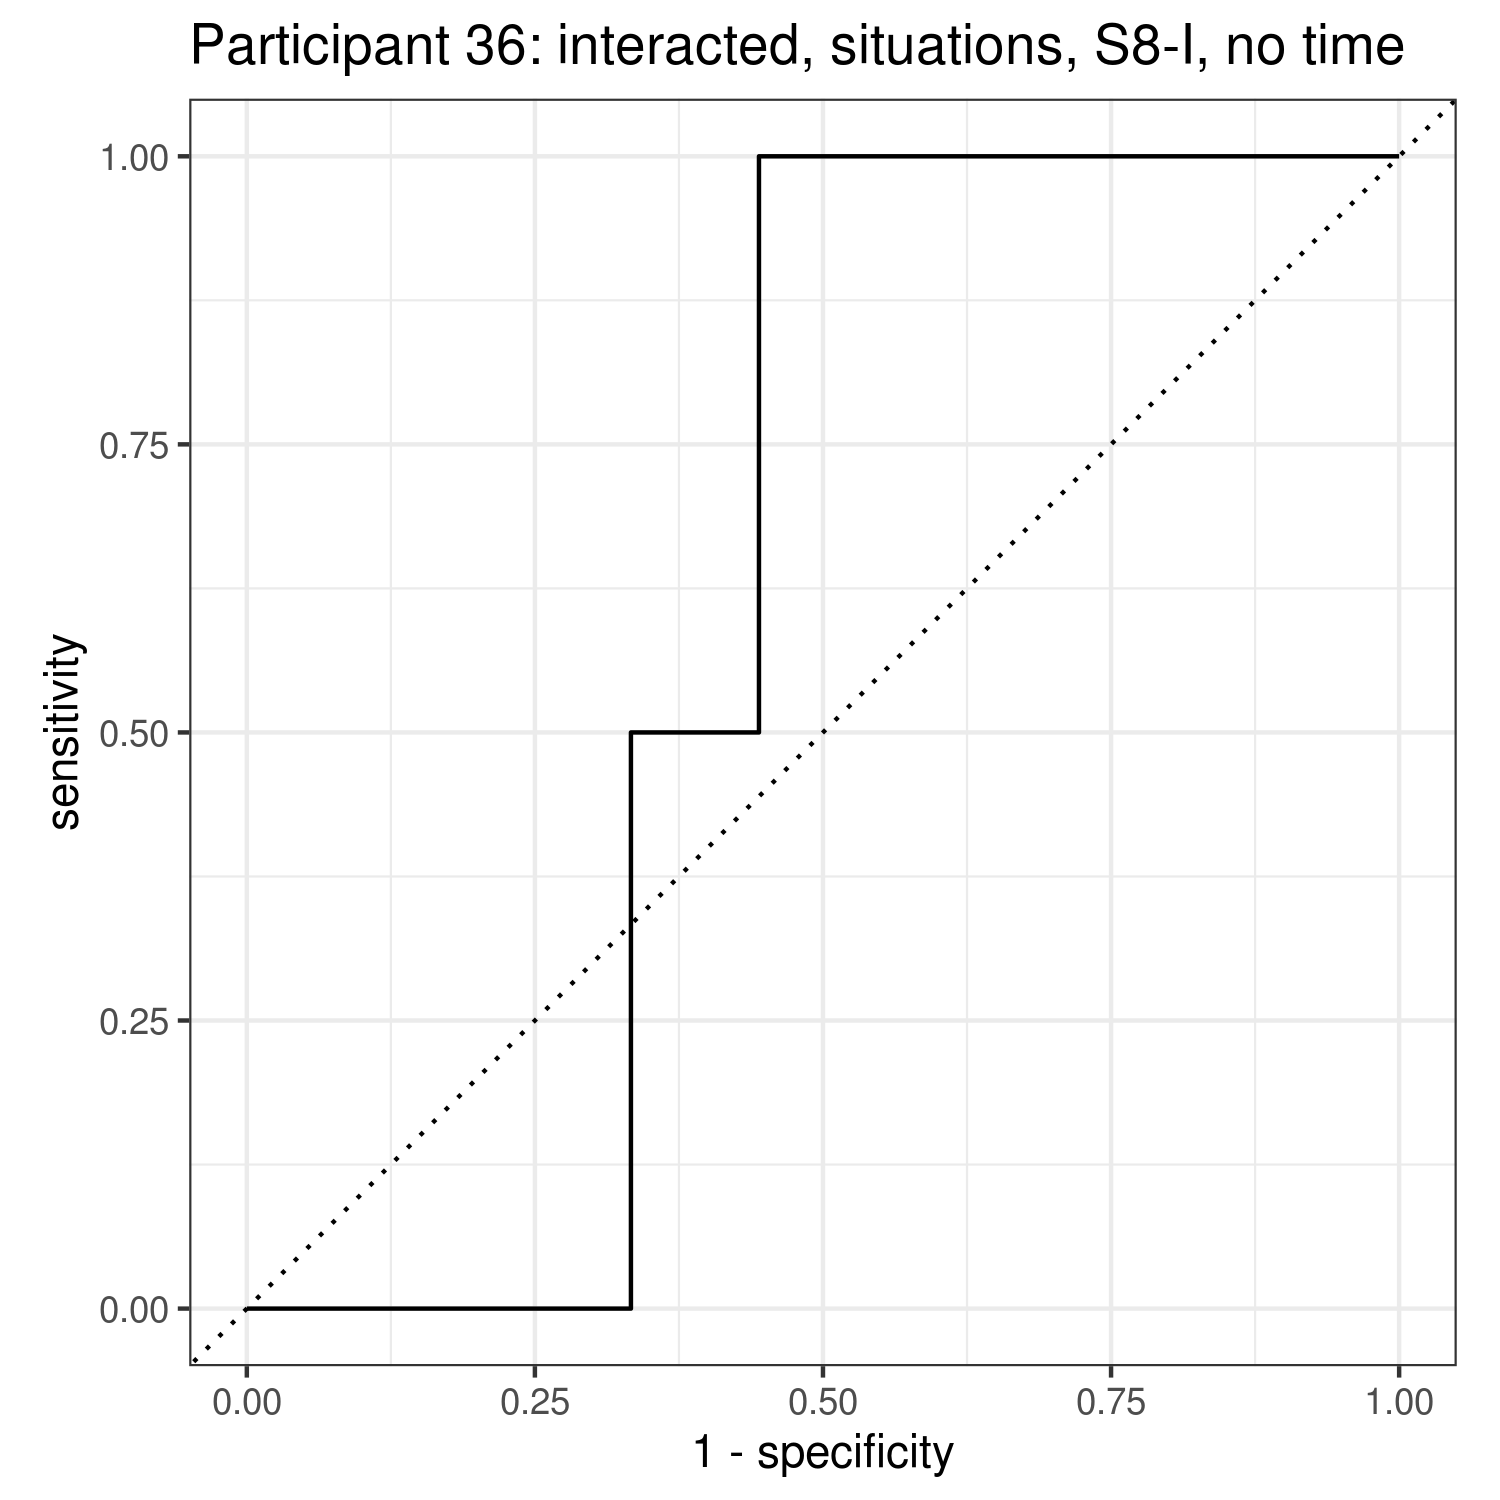 Participant 36: interacted, situations, S8-I, no time
1.00
0.75
0.50
0.25
0.00
sensitivity
0.00 0.25 0.50 0.75 1.00
1 - specificity